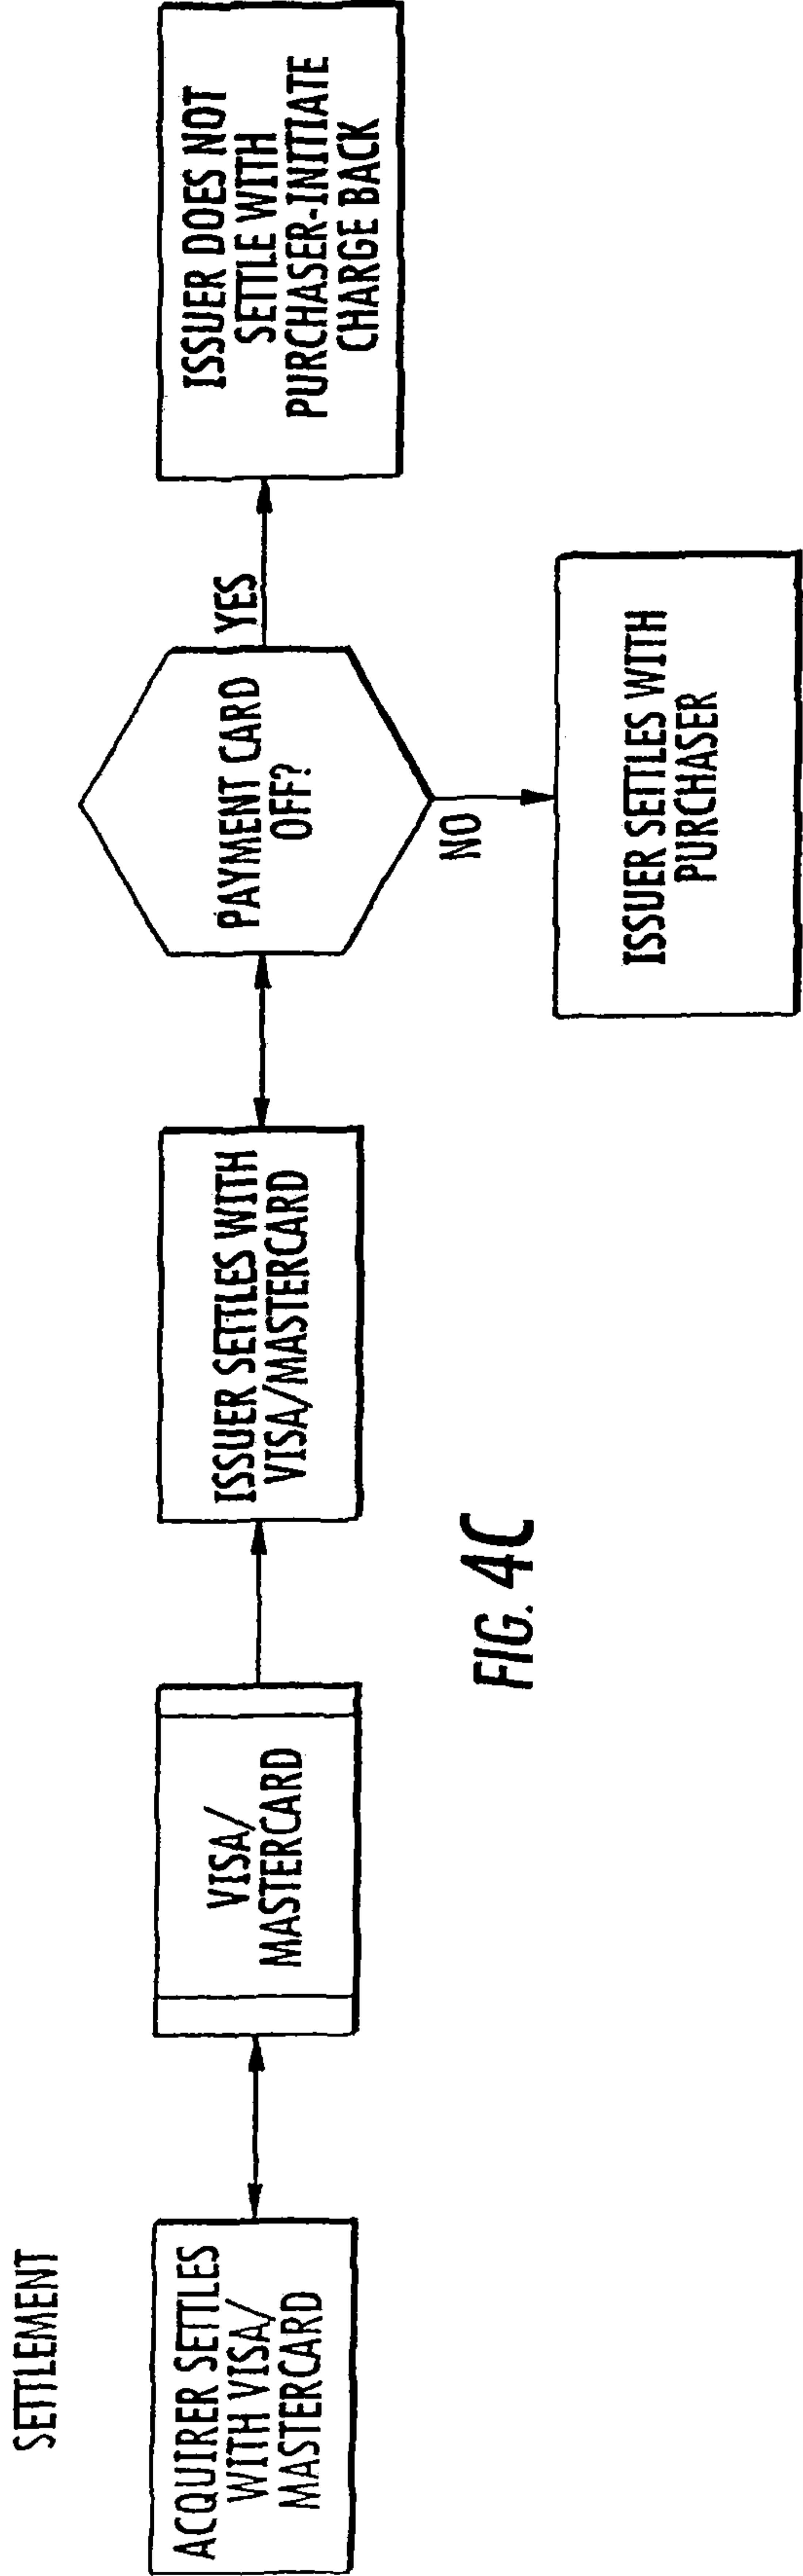 SETTLEMENT
ACQUIRER SETTLES
WITH VISA/
MASTERCARD
VISA/
MASTERCARD
ISSUER SETTLES WITH
VISA/MASTERCARD
PAYMENT CARD
OFF?
YES
ISSUER DOES NOT
SETTLE WITH
PURCHASER-INITIATE
CHARGE BACK
NO
ISSUER SETTLES WITH
PURCHASER
FIG. 4C